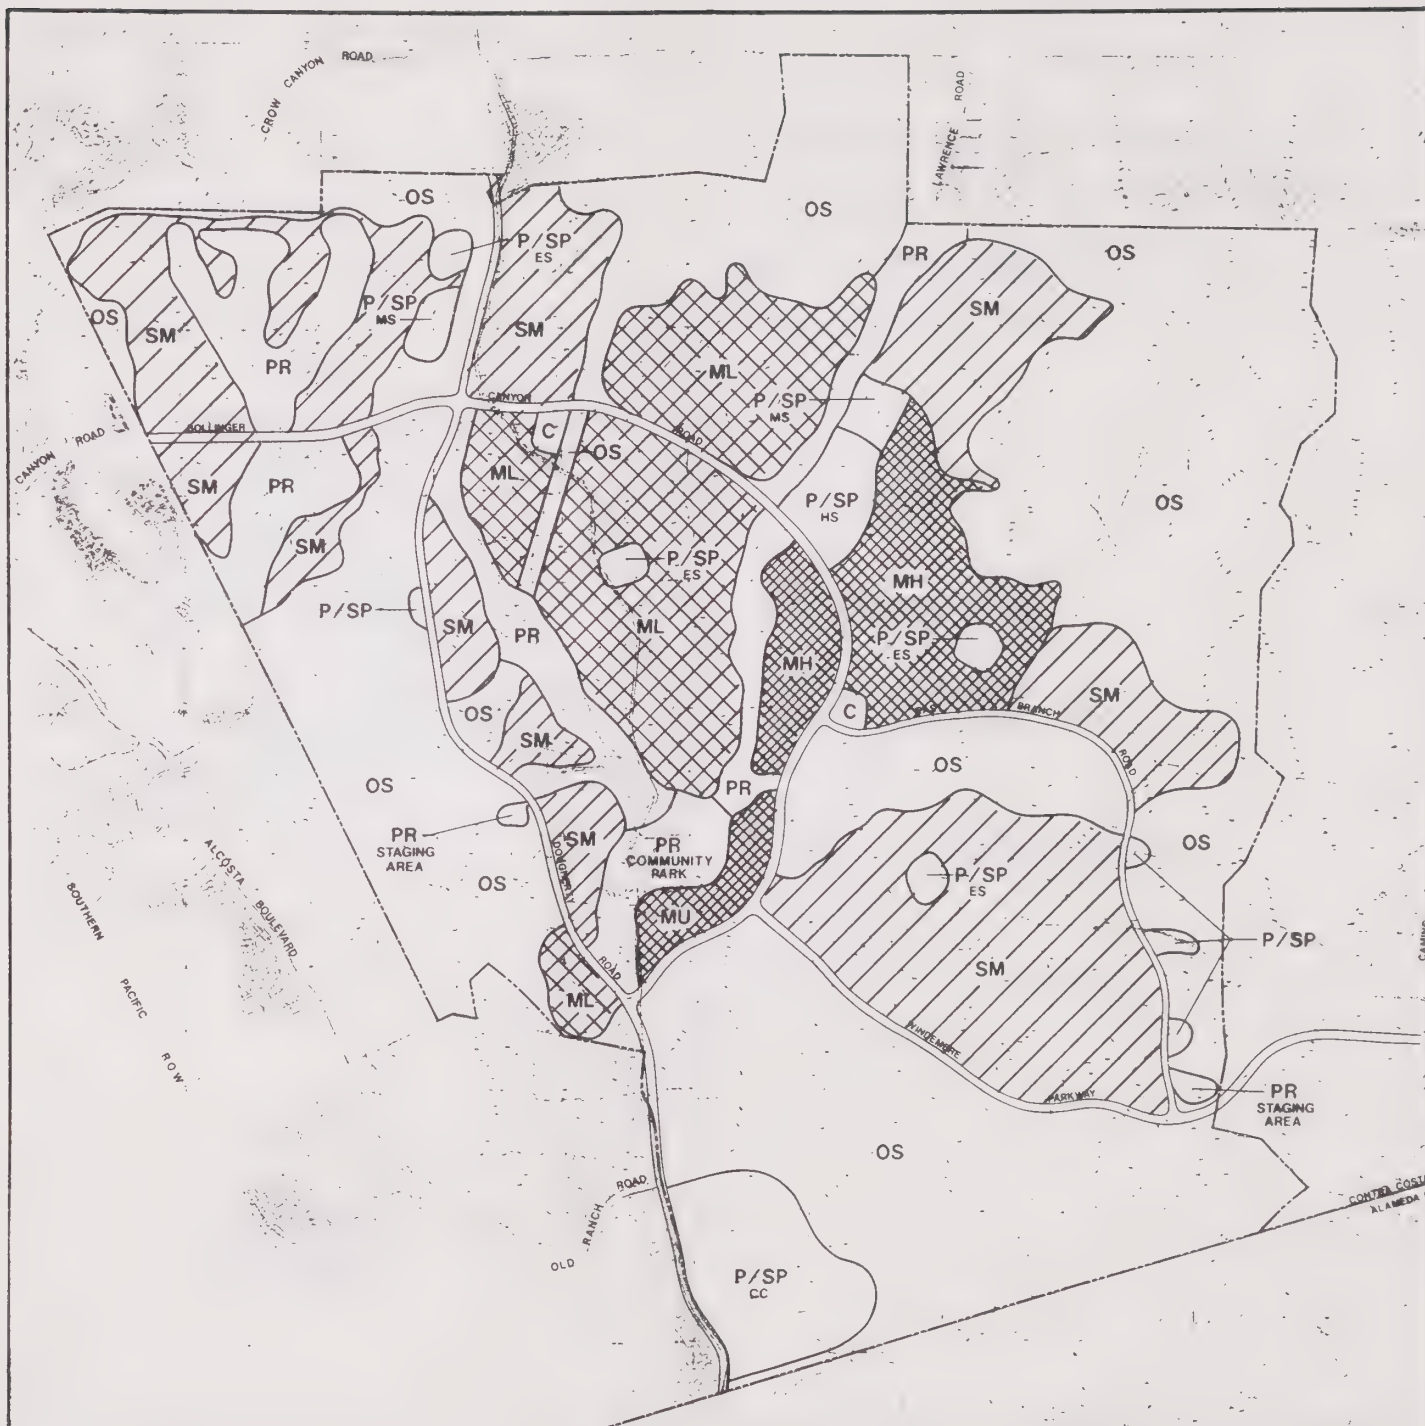 CROW CANYON ROAD
LAWRENCE ROAD
OS
OS
P/SP
ES
PR
OS
OS
P/SP
MS
SM
SM
SM
PR
ML
CANYON
P/SP
MS
BOLLINGER
ROAD
C
OS
CANYON ROAD
ML
SM
PR
P/SP
HS
OS
SM
P/SP
ES
MH
P/SP
SM
PR
ML
P/SP
ES
MH
SM
OS
C
BRANCH
SM
ROAD
OS
OS
PR
PR
STAGING
AREA
SM
DOUGHERTY
PR
COMMUNITY
PARK
OS
ALCOSTA BOULEVARD
OS
P/SP
ES
SOUTHERN PACIFIC ROW
MU
P/SP
ROAD
SM
ML
WINDEMERE
PARKWAY
PR
STAGING
AREA
OS
OLD RANCH ROAD
CONTRA COSTA
ALAMEDA
P/SP
CC